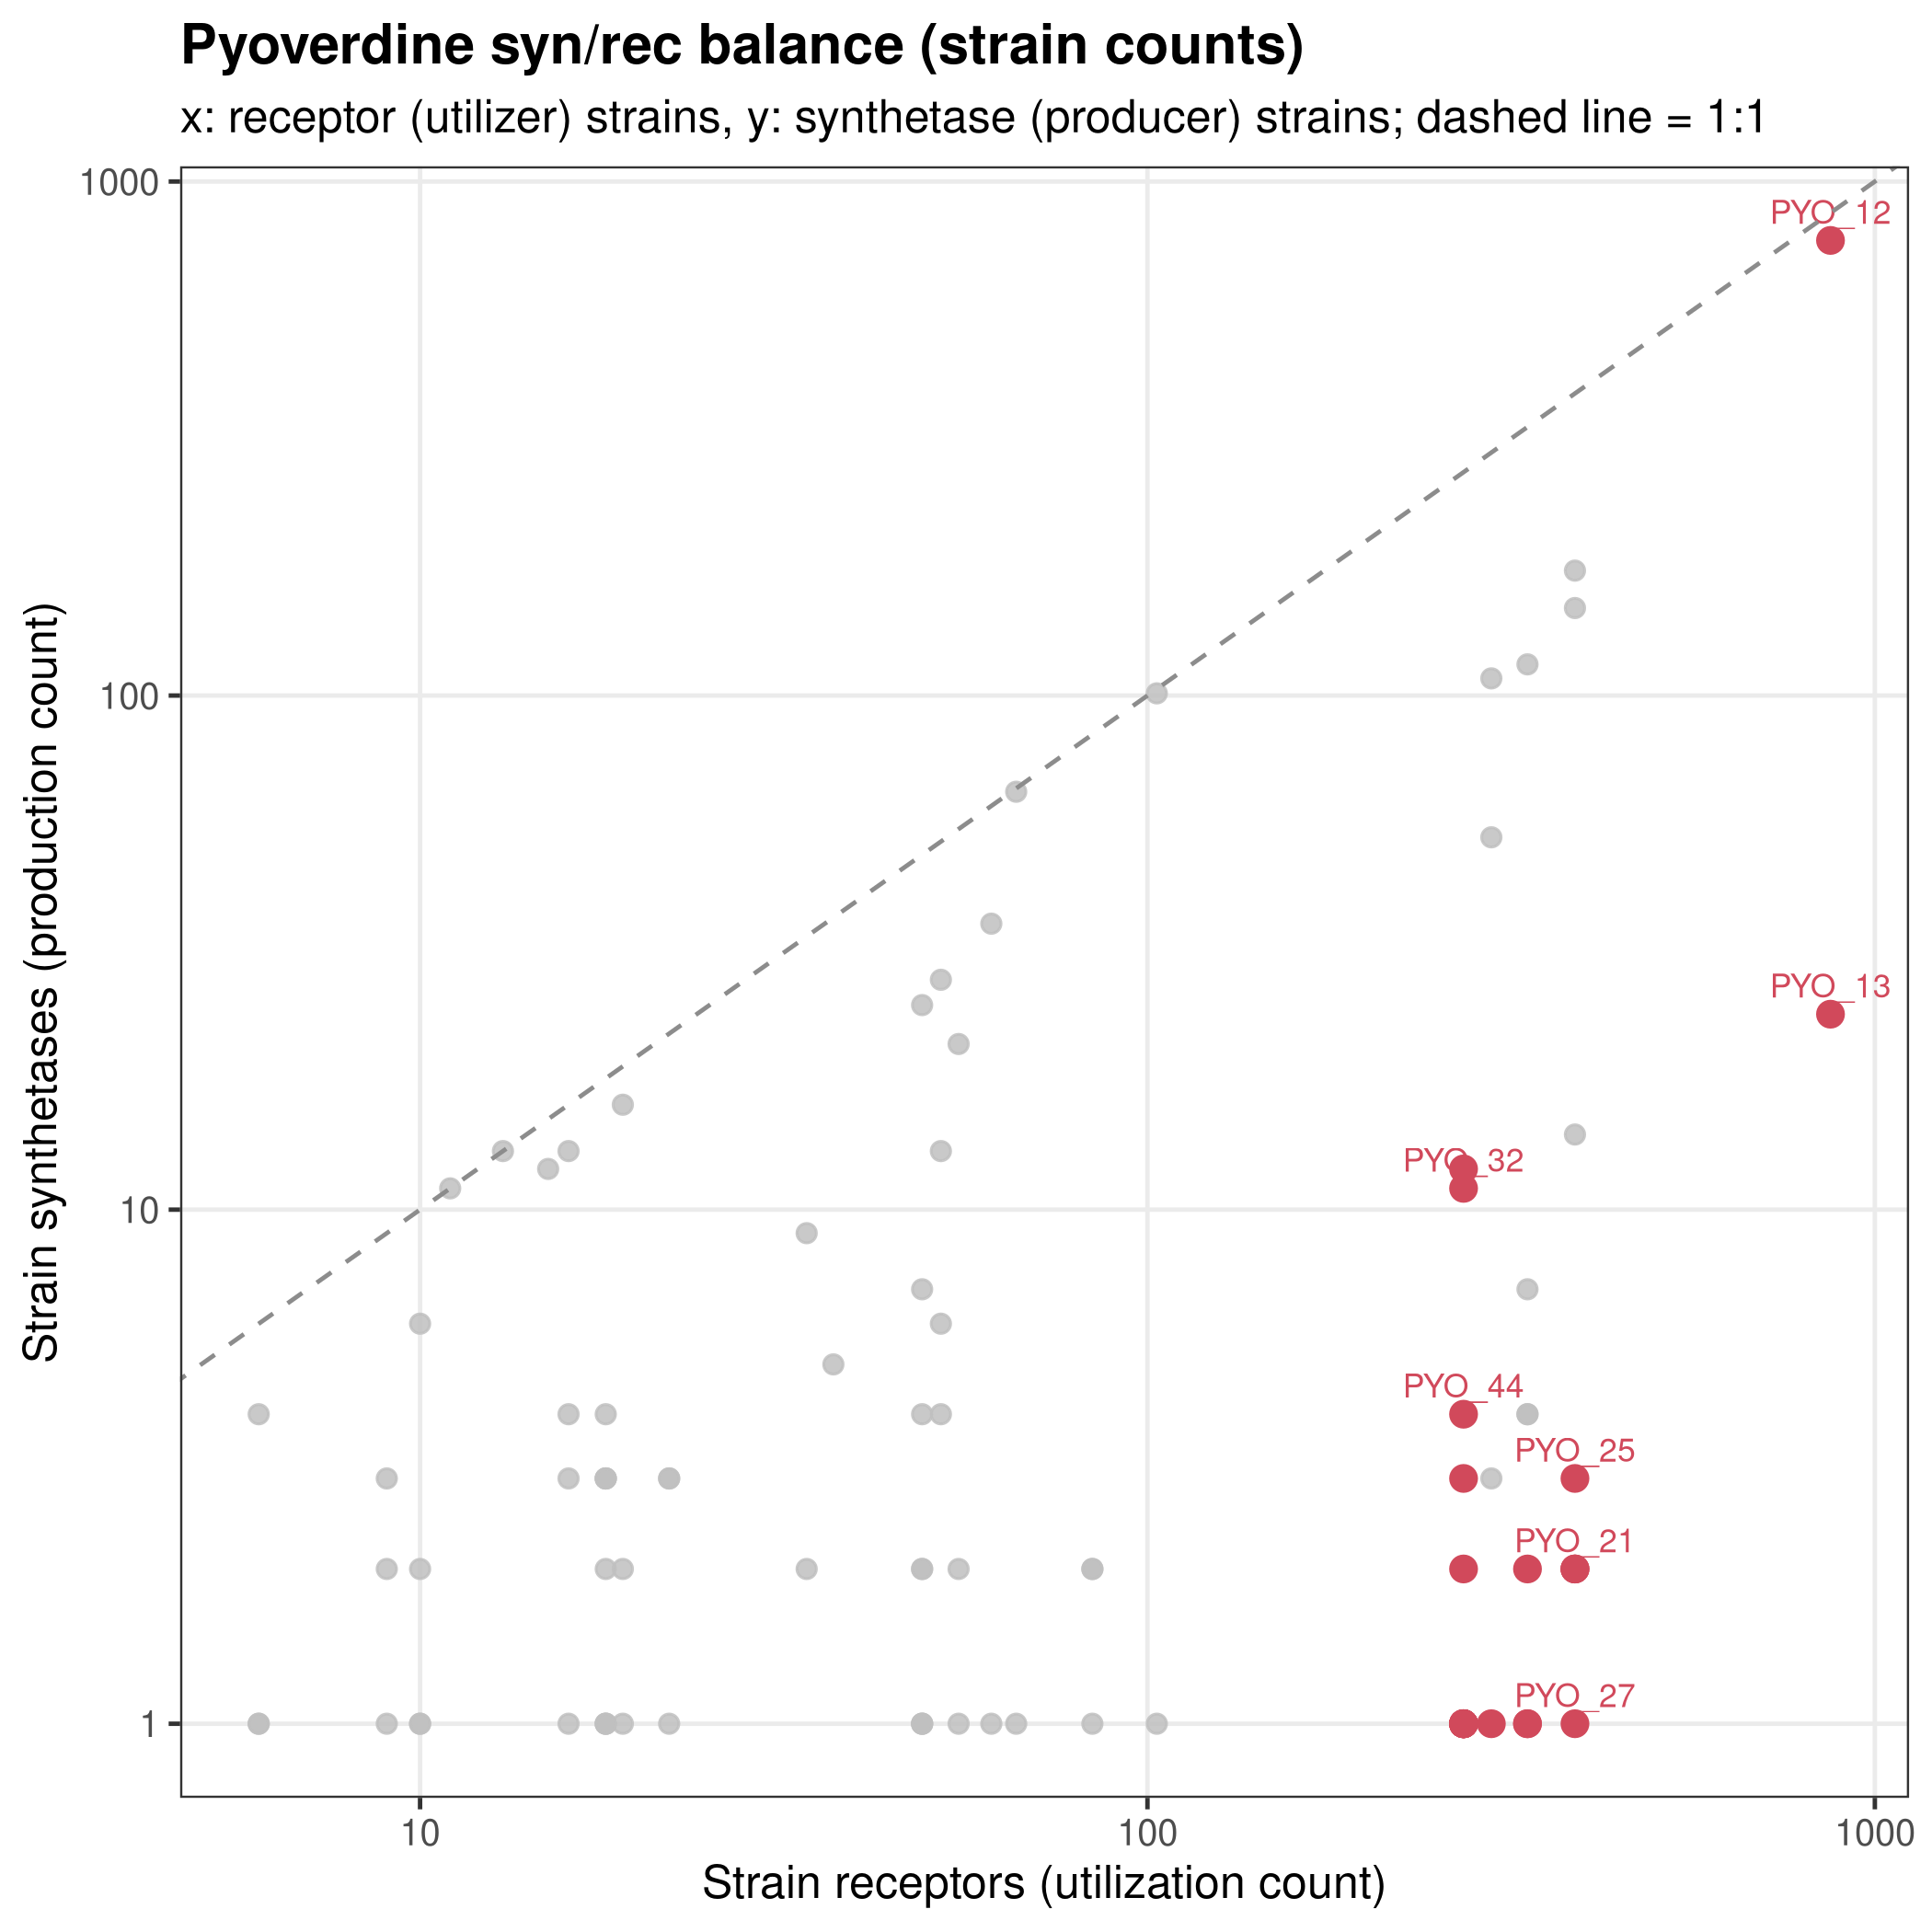 Pyoverdine syn/rec balance (strain counts)
x: receptor (utilizer) strains, y: synthetase (producer) strains; dashed line = 1:1
1000
PYO_12
100
PYO_13
PYO_32
10
PYO_44
PYO_25
PYO_21
PYO_27
1
10
100
1000
Strain receptors (utilization count)
Strain synthetases (production count)